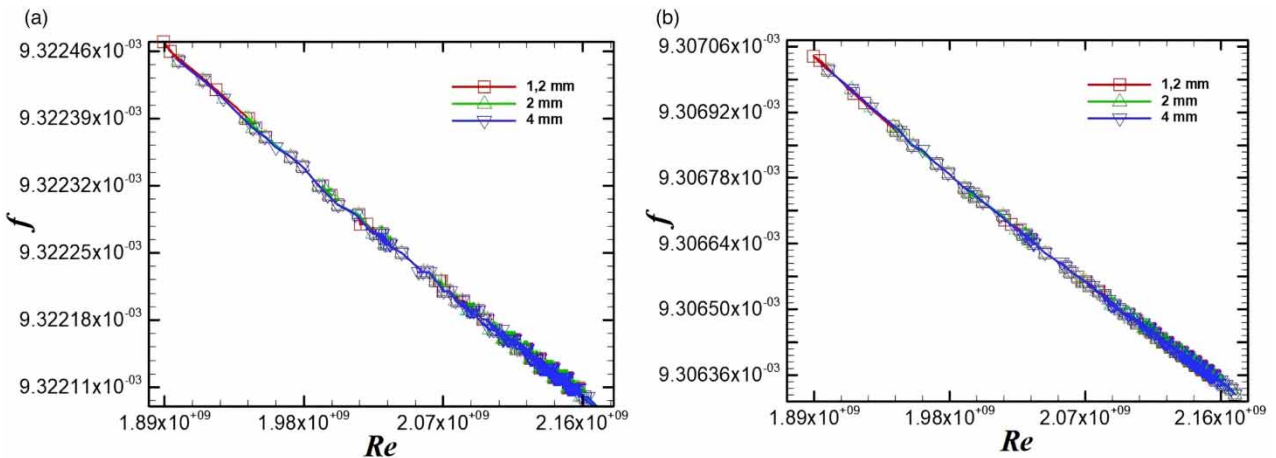 (a)
9.32246x10⁻⁰³
9.32239x10⁻⁰³
9.32232x10⁻⁰³
9.32225x10⁻⁰³
9.32218x10⁻⁰³
9.32211x10⁻⁰³
f
1,2 mm
2 mm
4 mm
1.89x10⁺⁰⁹ 1.98x10⁺⁰⁹ 2.07x10⁺⁰⁹ 2.16x10⁺⁰⁹
Re
(b)
9.30706x10⁻⁰³
9.30692x10⁻⁰³
9.30678x10⁻⁰³
9.30664x10⁻⁰³
9.30650x10⁻⁰³
9.30636x10⁻⁰³
f
1,2 mm
2 mm
4 mm
1.89x10⁺⁰⁹ 1.98x10⁺⁰⁹ 2.07x10⁺⁰⁹ 2.16x10⁺⁰⁹
Re